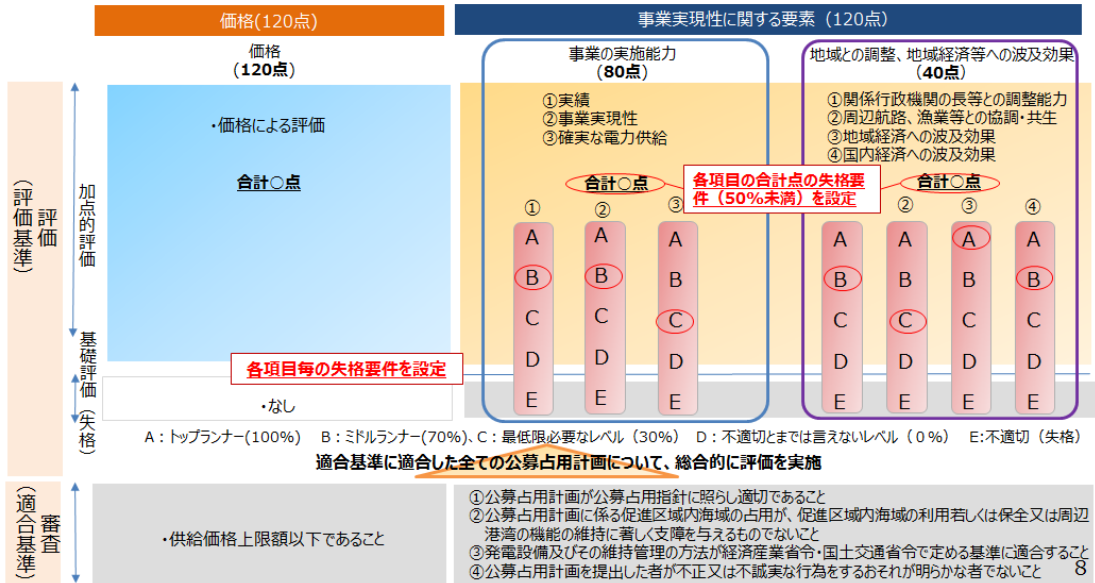 価格(120点)
事業実現性に関する要素（120点）
価格
(120点)
事業の実施能力
（80点）
地域との調整、地域経済等への波及効果
（40点）
評価
（評価基準）
加点的評価
基礎評価（失格）
・価格による評価
合計○点
①実績
②事業実現性
③確実な電力供給
①関係行政機関の長等との調整能力
②周辺航路、漁業等との協調・共生
③地域経済への波及効果
④国内経済への波及効果
合計○点
各項目の合計点の失格要
件（50%未満）を設定
合計○点
①
②
③
②
③
④
A
A
A
A
A
A
A
B
B
B
B
B
B
B
C
C
C
C
C
C
C
D
D
D
D
D
D
D
E
E
E
E
E
E
E
各項目毎の失格要件を設定
・なし
A：トップランナー(100%)　B：ミドルランナー(70%)、C：最低限必要なレベル（30%）　D：不適切とまでは言えないレベル（０％）　E:不適切（失格）
適合基準に適合した全ての公募占用計画について、総合的に評価を実施
審査
（適合基準）
・供給価格上限額以下であること
①公募占用計画が公募占用指針に照らし適切であること
②公募占用計画に係る促進区域内海域の占用が、促進区域内海域の利用若しくは保全又は周辺
港湾の機能の維持に著しく支障を与えるものでないこと
③発電設備及びその維持管理の方法が経済産業省令・国土交通省令で定める基準に適合すること
④公募占用計画を提出した者が不正又は不誠実な行為をするおそれが明らかな者でないこと
8